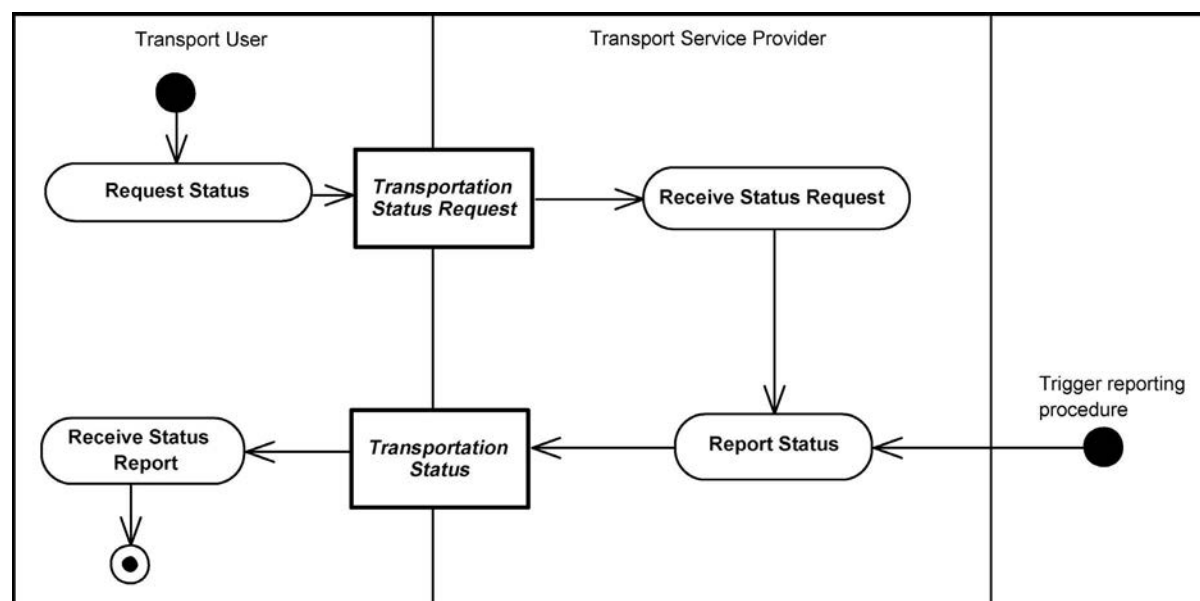 Transport User
Transport Service Provider
Request Status
Transportation
Status Request
Receive Status Request
Trigger reporting
procedure
Receive Status
Report
Transportation
Status
Report Status